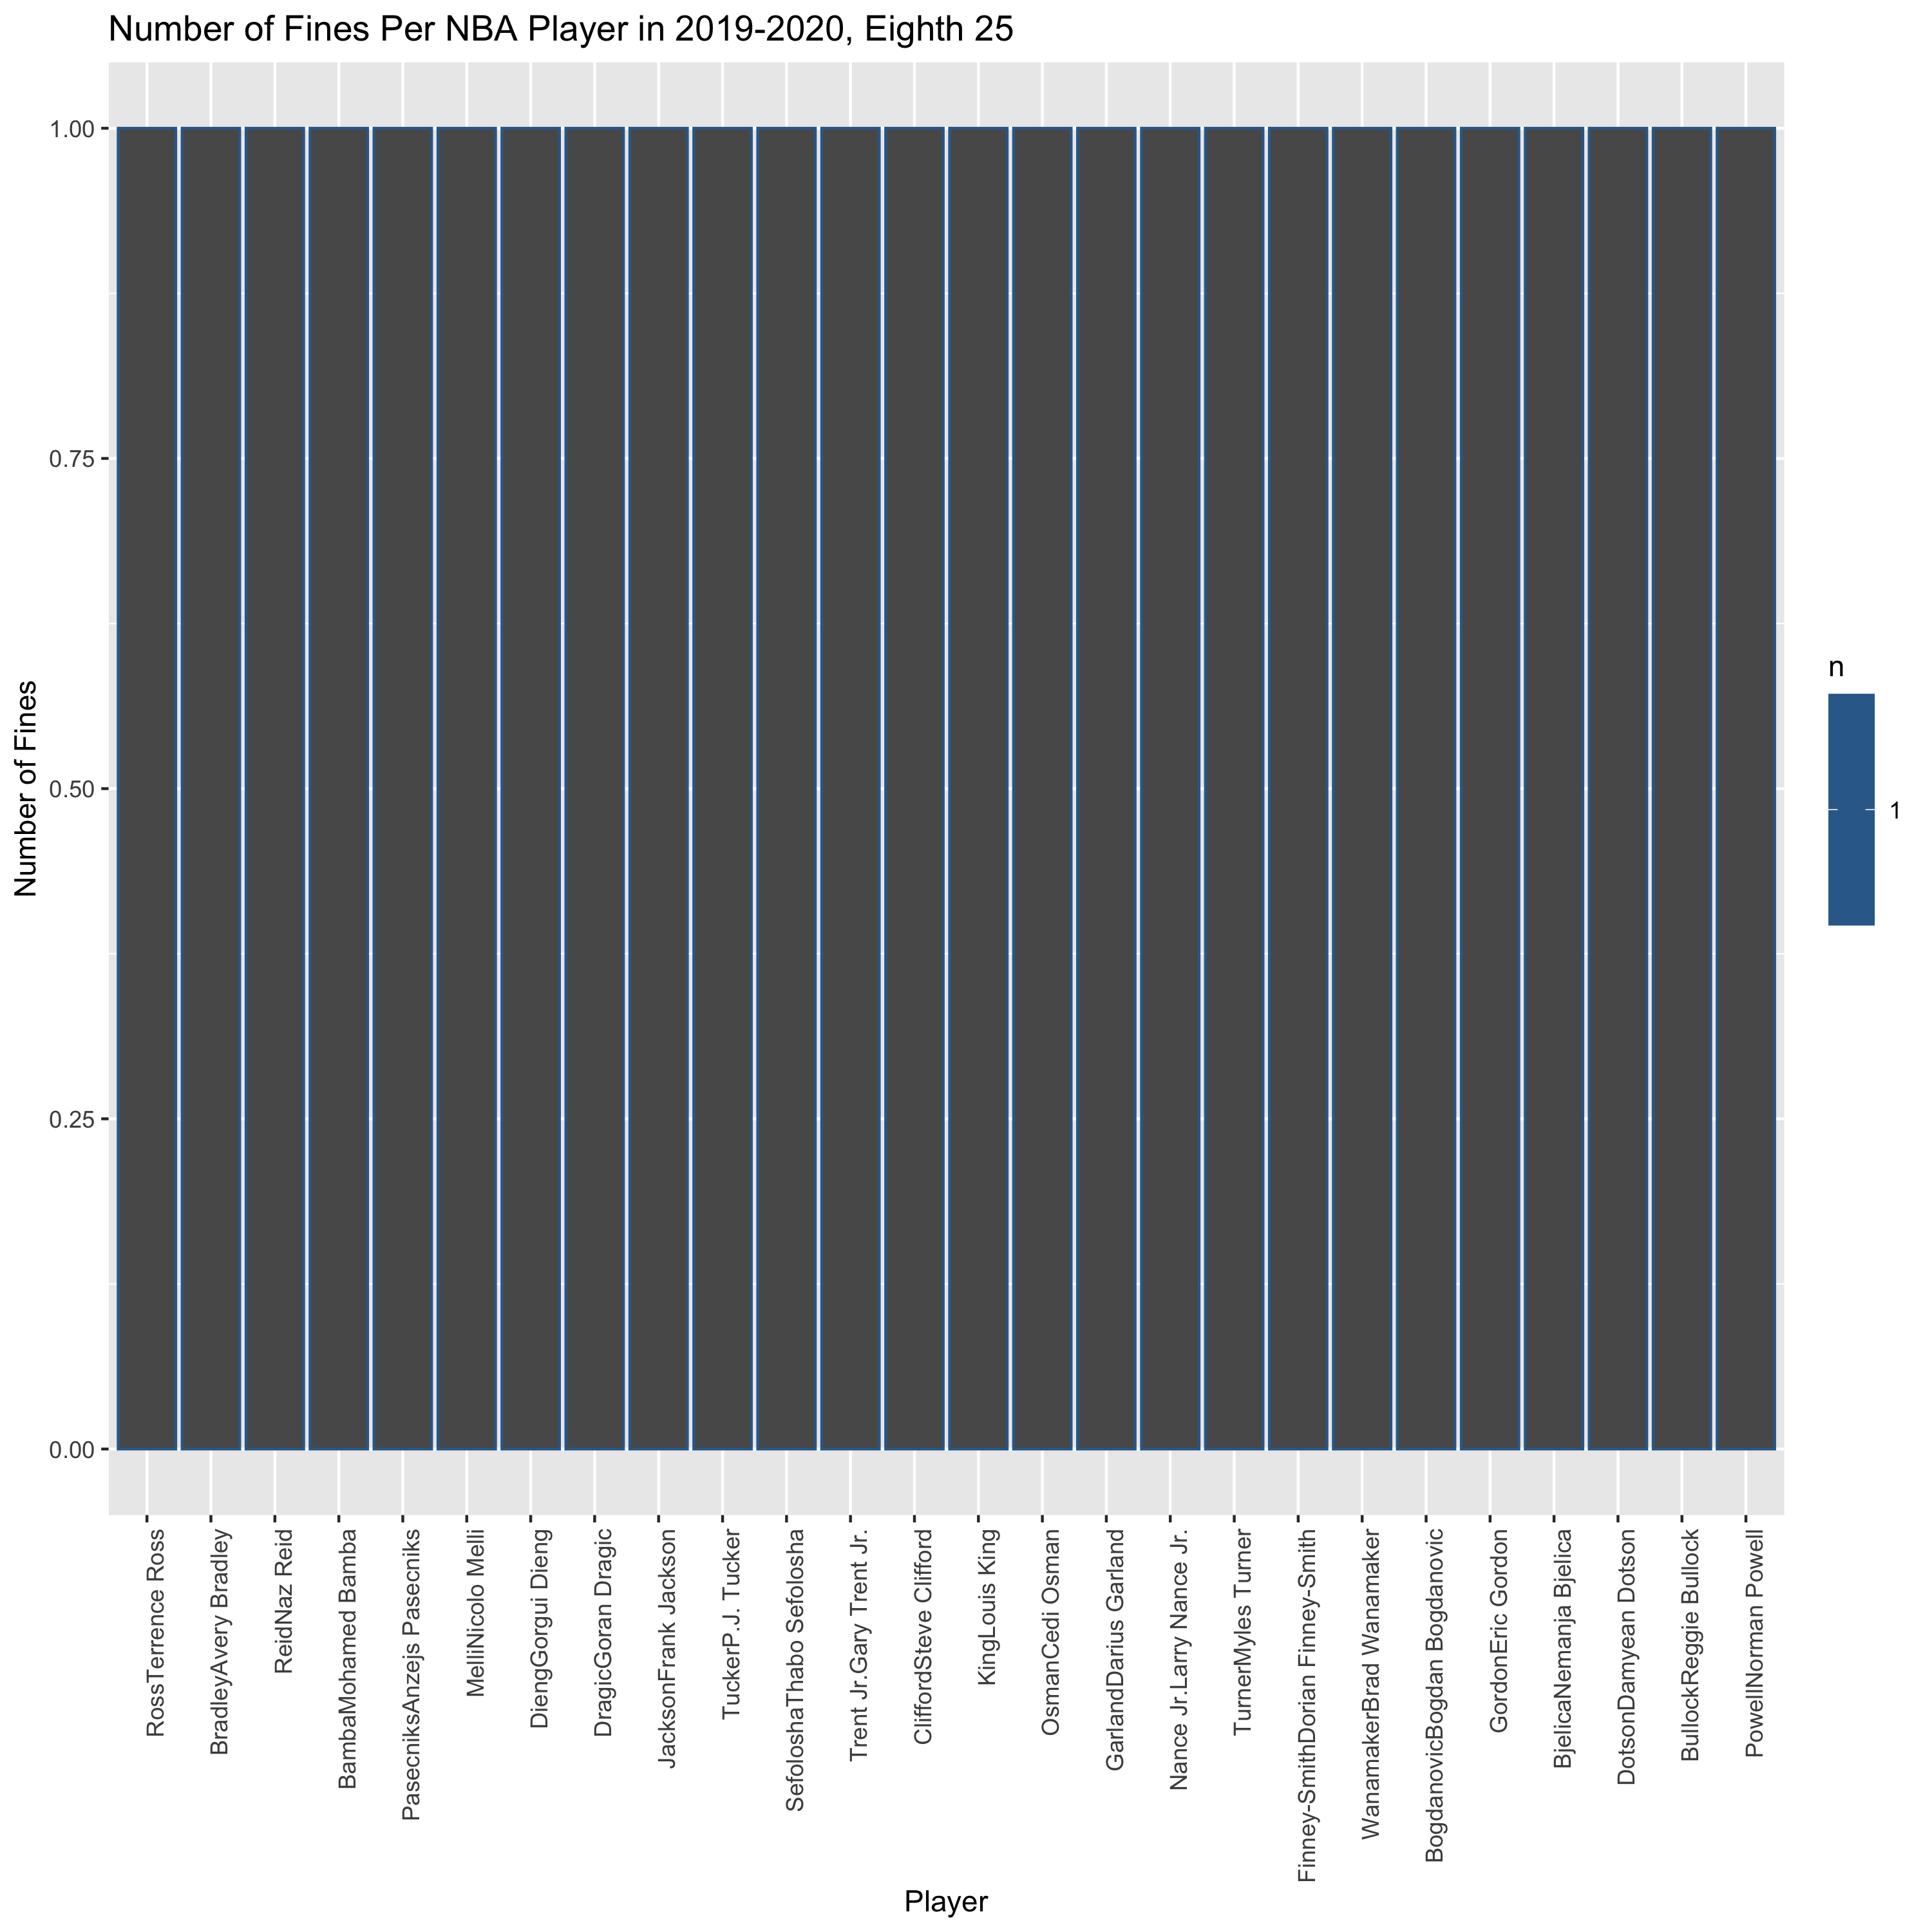 Number of Fines Per NBA Player in 2019-2020, Eighth 25
1.00
0.75
0.50
0.25
0.00
Number of Fines
n
1
RossTerrence Ross
BradleyAvery Bradley
ReidNaz Reid
BambaMohamed Bamba
PasecniksAnzejs Pasecniks
MelliNicolo Melli
DiengGorgui Dieng
DragicGoran Dragic
JacksonFrank Jackson
TuckerP.J. Tucker
SefoloshaThabo Sefolosha
Trent Jr.Gary Trent Jr.
CliffordSteve Clifford
KingLouis King
OsmanCedi Osman
GarlandDarius Garland
Nance Jr.Larry Nance Jr.
TurnerMyles Turner
Finney-SmithDorian Finney-Smith
WanamakerBrad Wanamaker
BogdanovicBogdan Bogdanovic
GordonEric Gordon
BjelicaNemanja Bjelica
DotsonDamyean Dotson
BullockReggie Bullock
PowellNorman Powell
Player